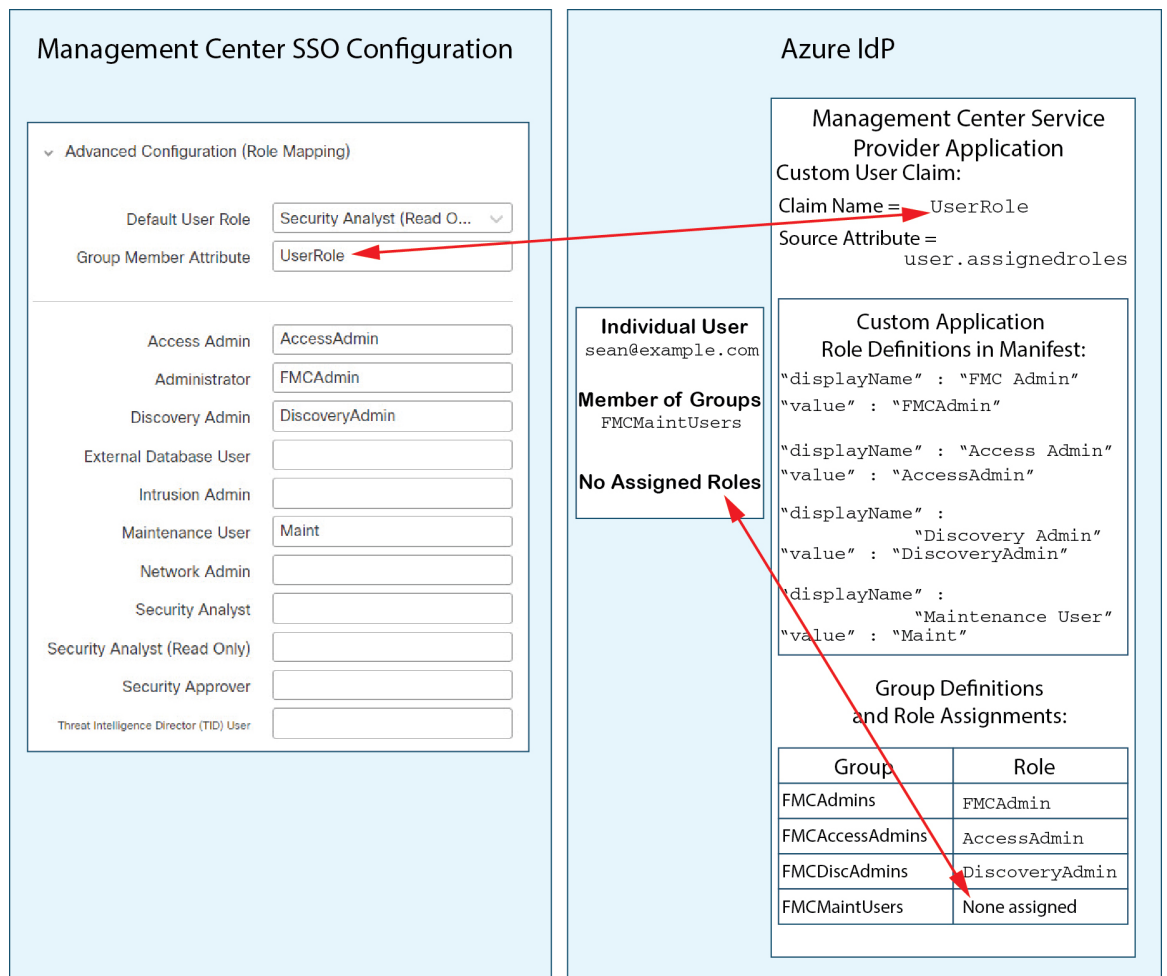 Management Center SSO Configuration
Advanced Configuration (Role Mapping)
Default User Role
Security Analyst (Read O...
Group Member Attribute
UserRole
Access Admin
AccessAdmin
Administrator
FMCAdmin
Discovery Admin
DiscoveryAdmin
External Database User
Intrusion Admin
Maintenance User
Maint
Network Admin
Security Analyst
Security Analyst (Read Only)
Security Approver
Threat Intelligence Director (TID) User
Azure IdP
Individual User
sean@example.com
Member of Groups
FMCMaintUsers
No Assigned Roles
Management Center Service
Provider Application
Custom User Claim:
Claim Name = UserRole
Source Attribute =
user.assignedroles
Custom Application
Role Definitions in Manifest:
“displayName” : “FMC Admin”
“value” : “FMCAdmin”
“displayName” : “Access Admin”
“value” : “AccessAdmin”
“displayName” :
“Discovery Admin”
“value” : “DiscoveryAdmin”
“displayName” :
“Maintenance User”
“value” : “Maint”
Group Definitions
and Role Assignments:
Group Role
FMCAdmins FMCAdmin
FMCAccessAdmins AccessAdmin
FMCDiscAdmins DiscoveryAdmin
FMCMaintUsers None assigned